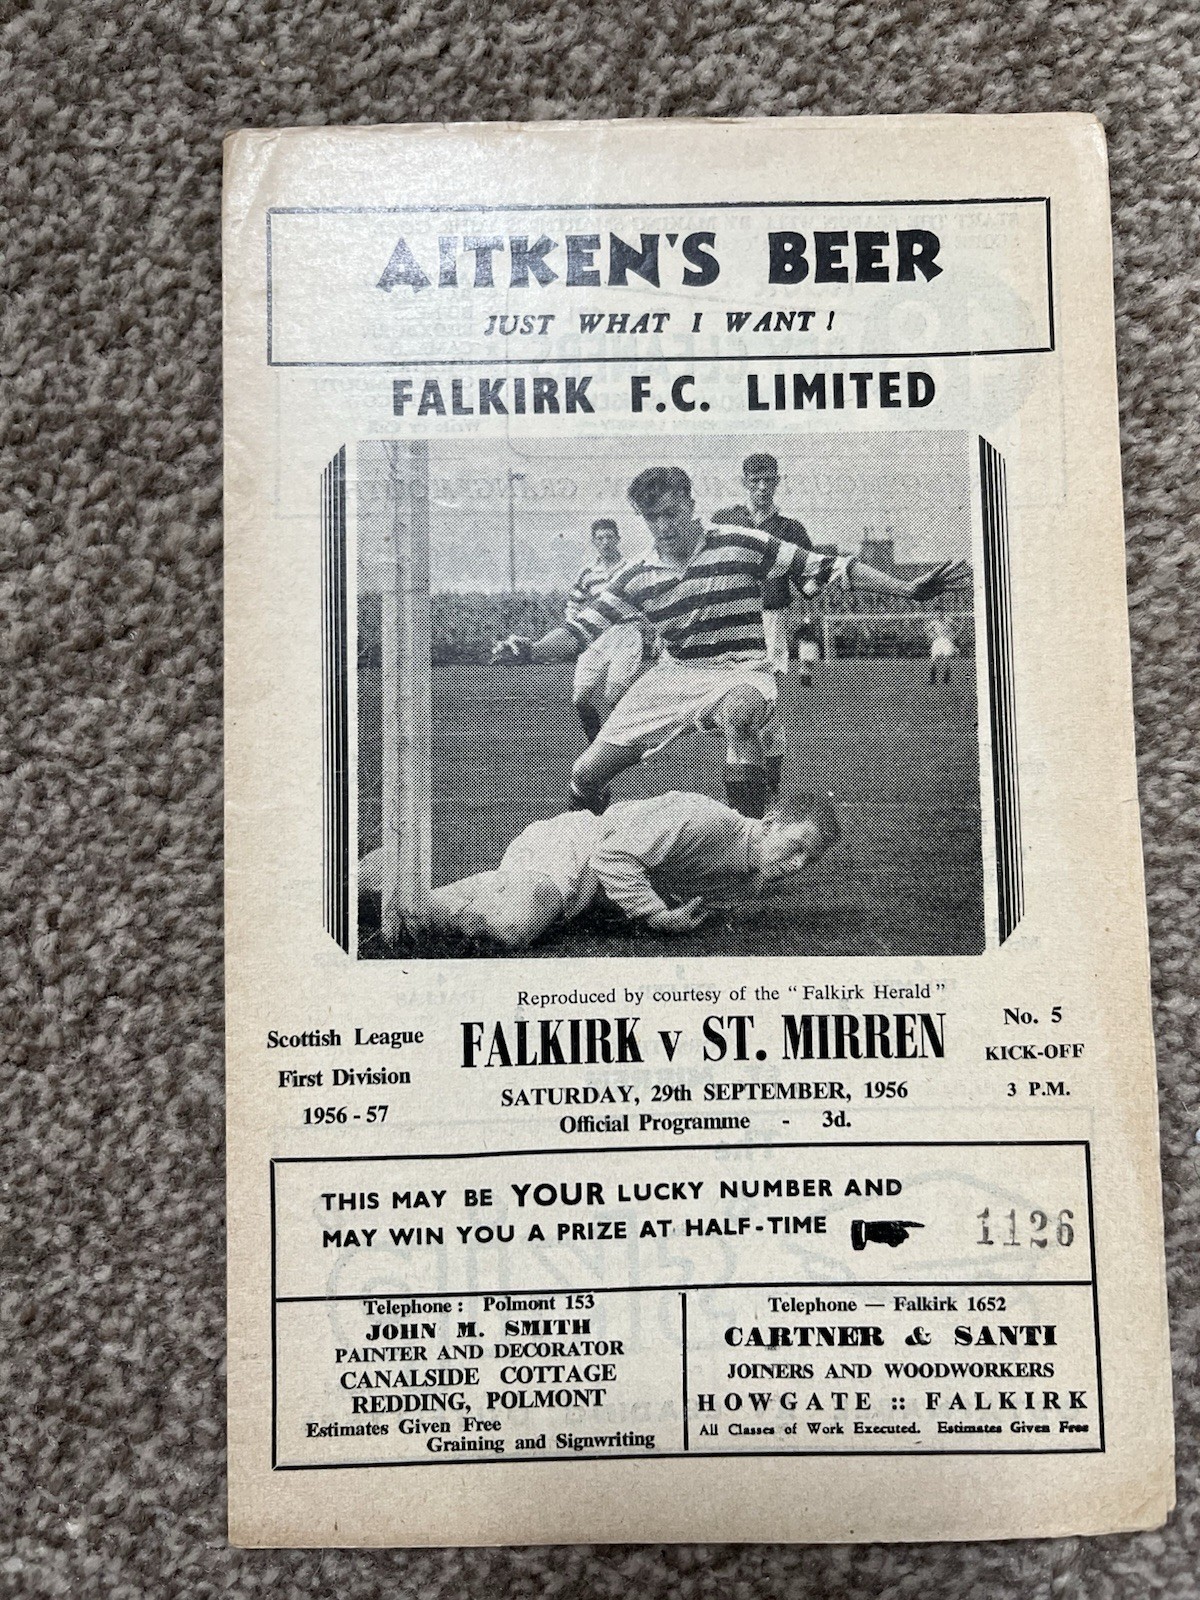 AITKEN'S BEER
JUST WHAT I WANT!
FALKIRK F.C. LIMITED
Reproduced by courtesy of the "Falkirk Herald"
Scottish League
First Division
1956-57
FALKIRK v ST. MIRREN
SATURDAY, 29th SEPTEMBER, 1956
Official Programme - 3d.
No. 5
KICK-OFF
3 P.M.
THIS MAY BE YOUR LUCKY NUMBER AND
MAY WIN YOU A PRIZE AT HALF-TIME
1126
Telephone: Polmont 153
JOHN M. SMITH
PAINTER AND DECORATOR
CANALSIDE COTTAGE
REDDING, POLMONT
Estimates Given Free
Graining and Signwriting
Telephone — Falkirk 1652
CARTNER & SANTI
JOINERS AND WOODWORKERS
HOWGATE :: FALKIRK
All Classes of Work Executed. Estimates Given Free